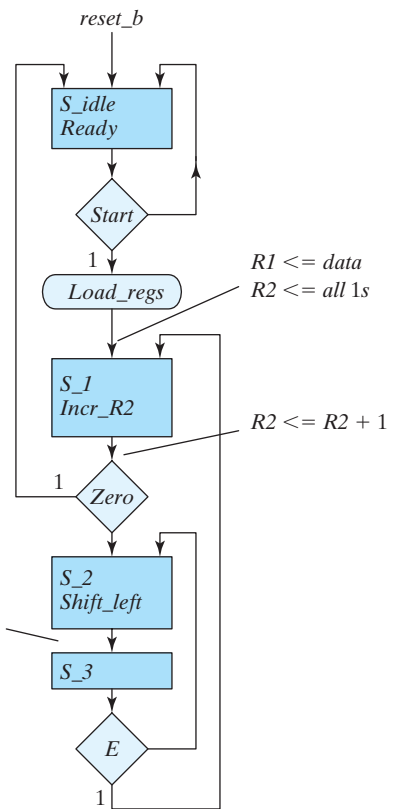 reset_b
S_idle
Ready
Start
1
Load_regs
R1 <= data
R2 <= all 1s
S_1
Incr_R2
R2 <= R2 + 1
1
Zero
S_2
Shift_left
S_3
E
1